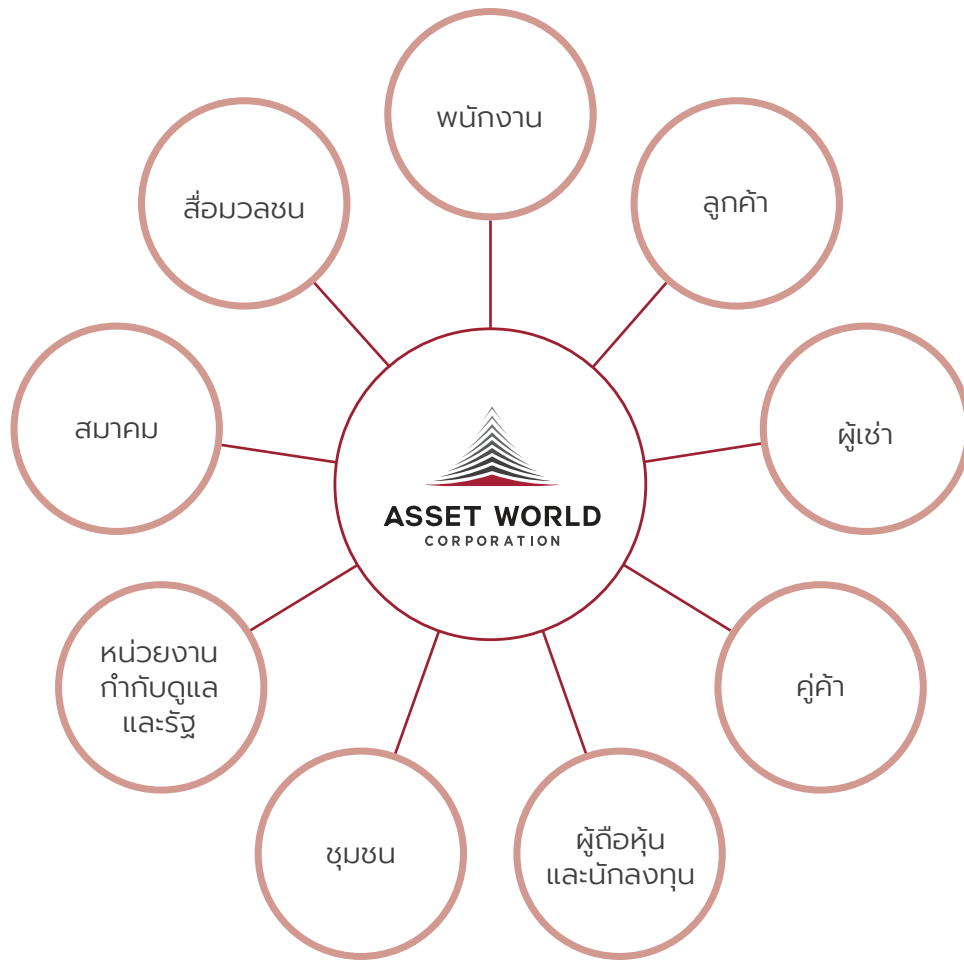 พนักงาน
สื่อมวลชน
ลูกค้า
สมาคม
ผู้เช่า
ASSET WORLD
CORPORATION
หน่วยงาน
กำกับดูแล
และรัฐ
คู่ค้า
ชุมชน
ผู้ถือหุ้น
และนักลงทุน